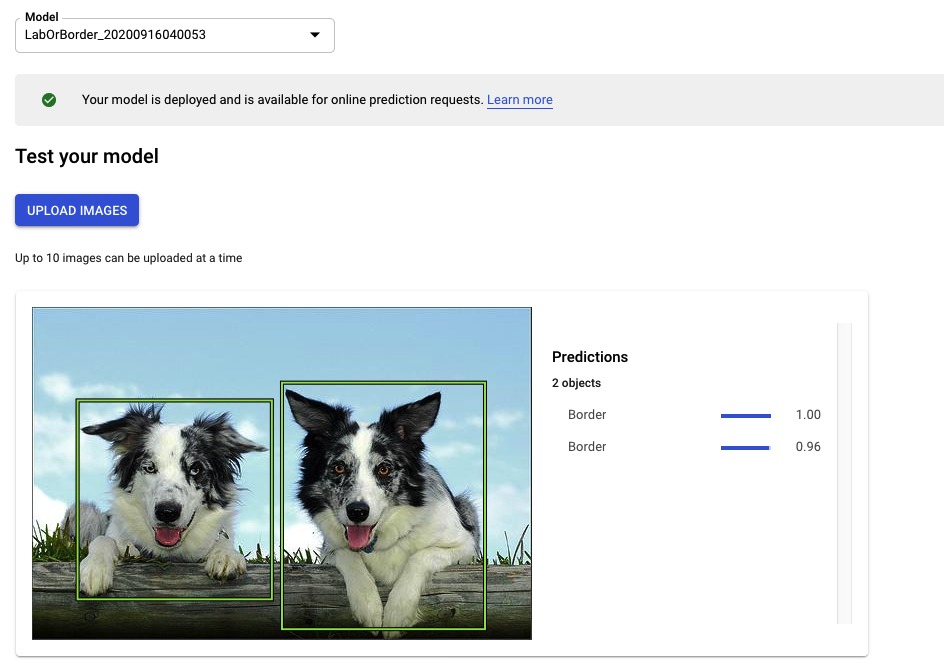 Model
LabOrBorder_20200916040053
Your model is deployed and is available for online prediction requests. Learn more
Test your model
UPLOAD IMAGES
Up to 10 images can be uploaded at a time
Predictions
2 objects
Border 1.00
Border 0.96